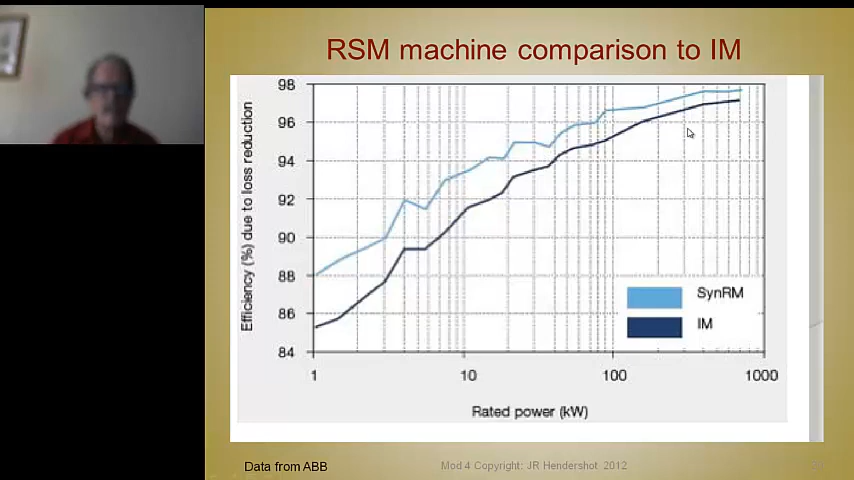 RSM machine comparison to IM
Efficiency (%) due to loss reduction
98
96
94
92
90
88
86
84
SynRM
IM
1
10
100
1000
Rated power (kW)
Data from ABB
Mod 4 Copyright: JR Hendershot 2012